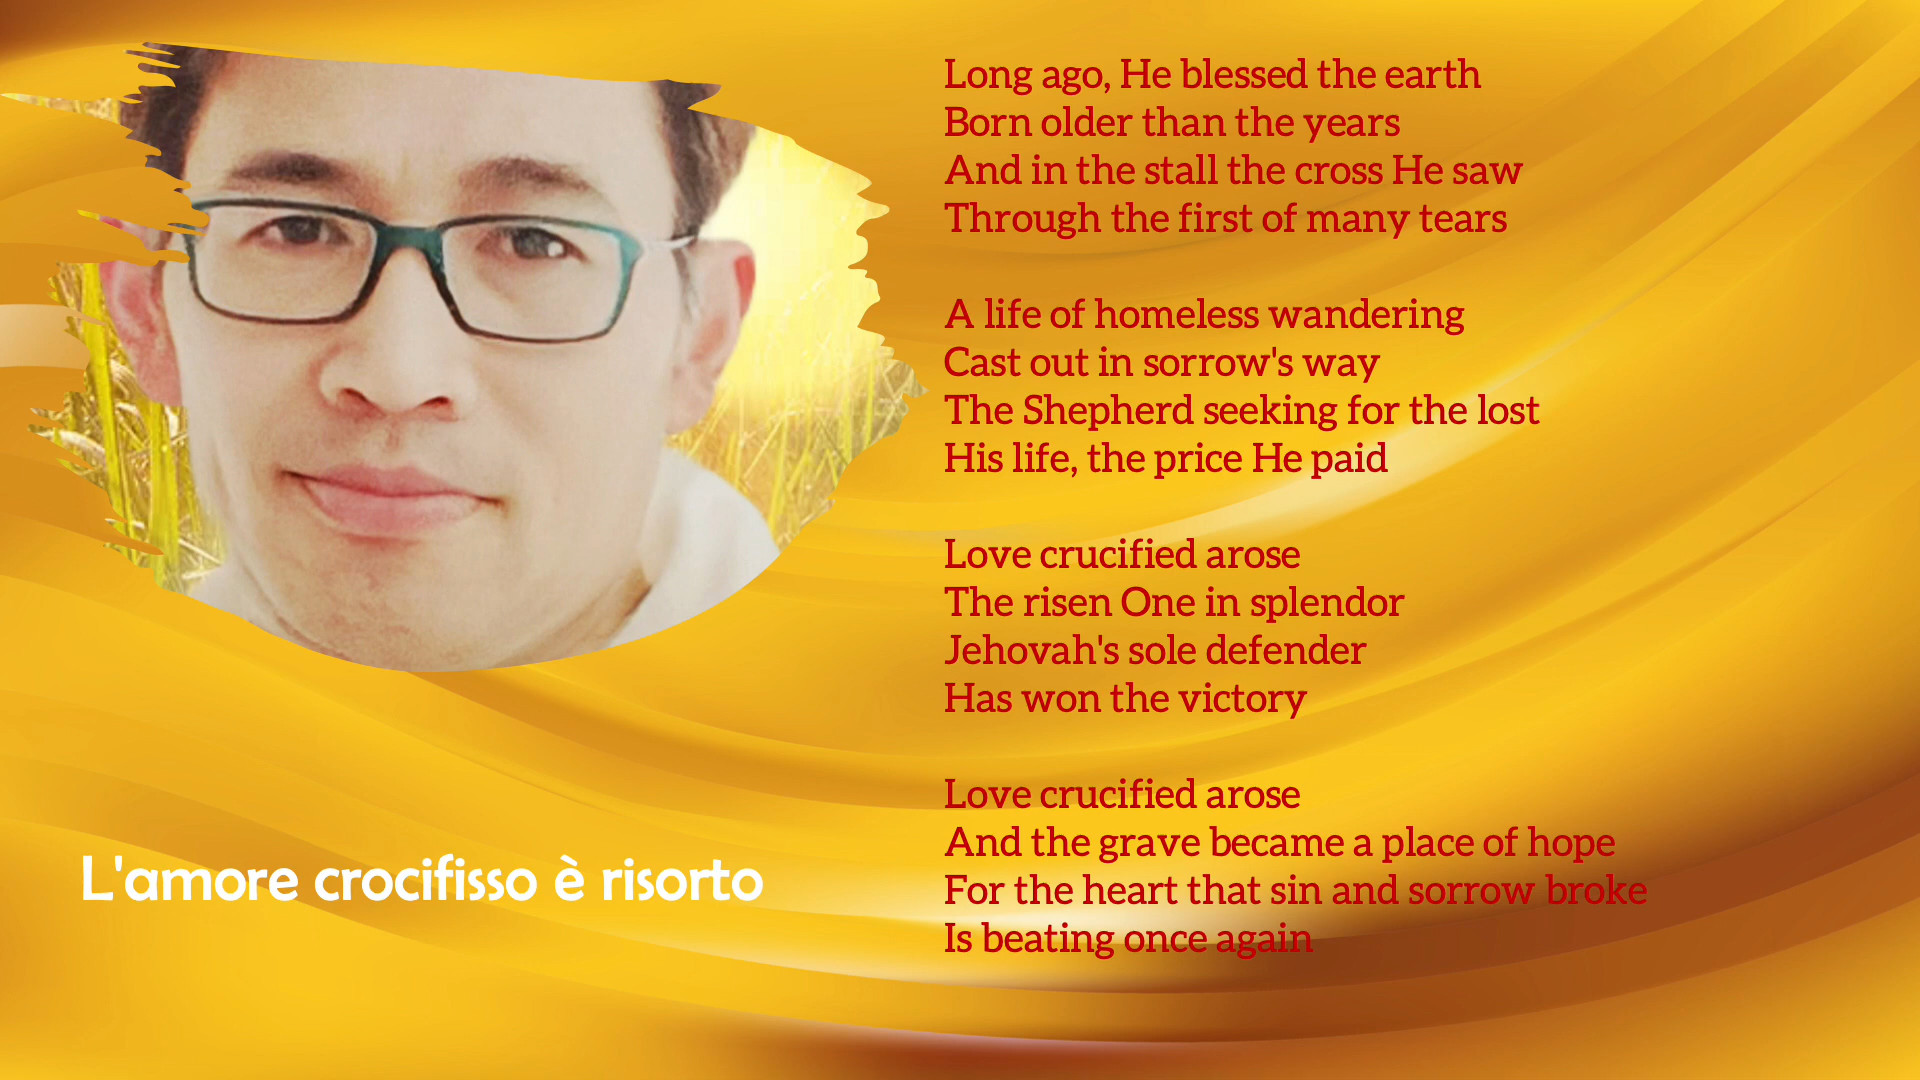 Long ago, He blessed the earth
Born older than the years
And in the stall the cross He saw
Through the first of many tears
A life of homeless wandering
Cast out in sorrow's way
The Shepherd seeking for the lost
His life, the price He paid
Love crucified arose
The risen One in splendor
Jehovah's sole defender
Has won the victory
Love crucified arose
And the grave became a place of hope
For the heart that sin and sorrow broke
Is beating once again
L'amore crocifisso è risorto